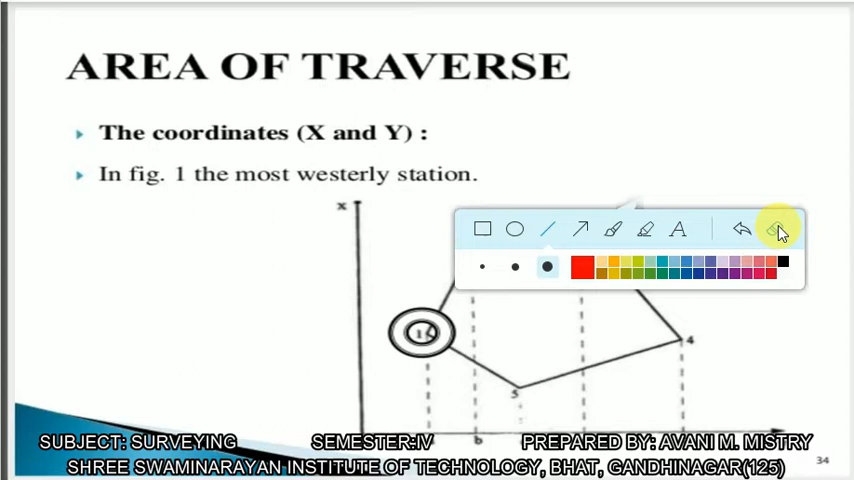 AREA OF TRAVERSE
The coordinates (X and Y) :
In fig. 1 the most westerly station.
x
A
1
4
5
b
SUBJECT: SURVEYING SEMESTER:IV PREPARED BY: AVANI M. MISTRY
SHREE SWAMINARAYAN INSTITUTE OF TECHNOLOGY, BHAT, GANDHINAGAR(125)
34